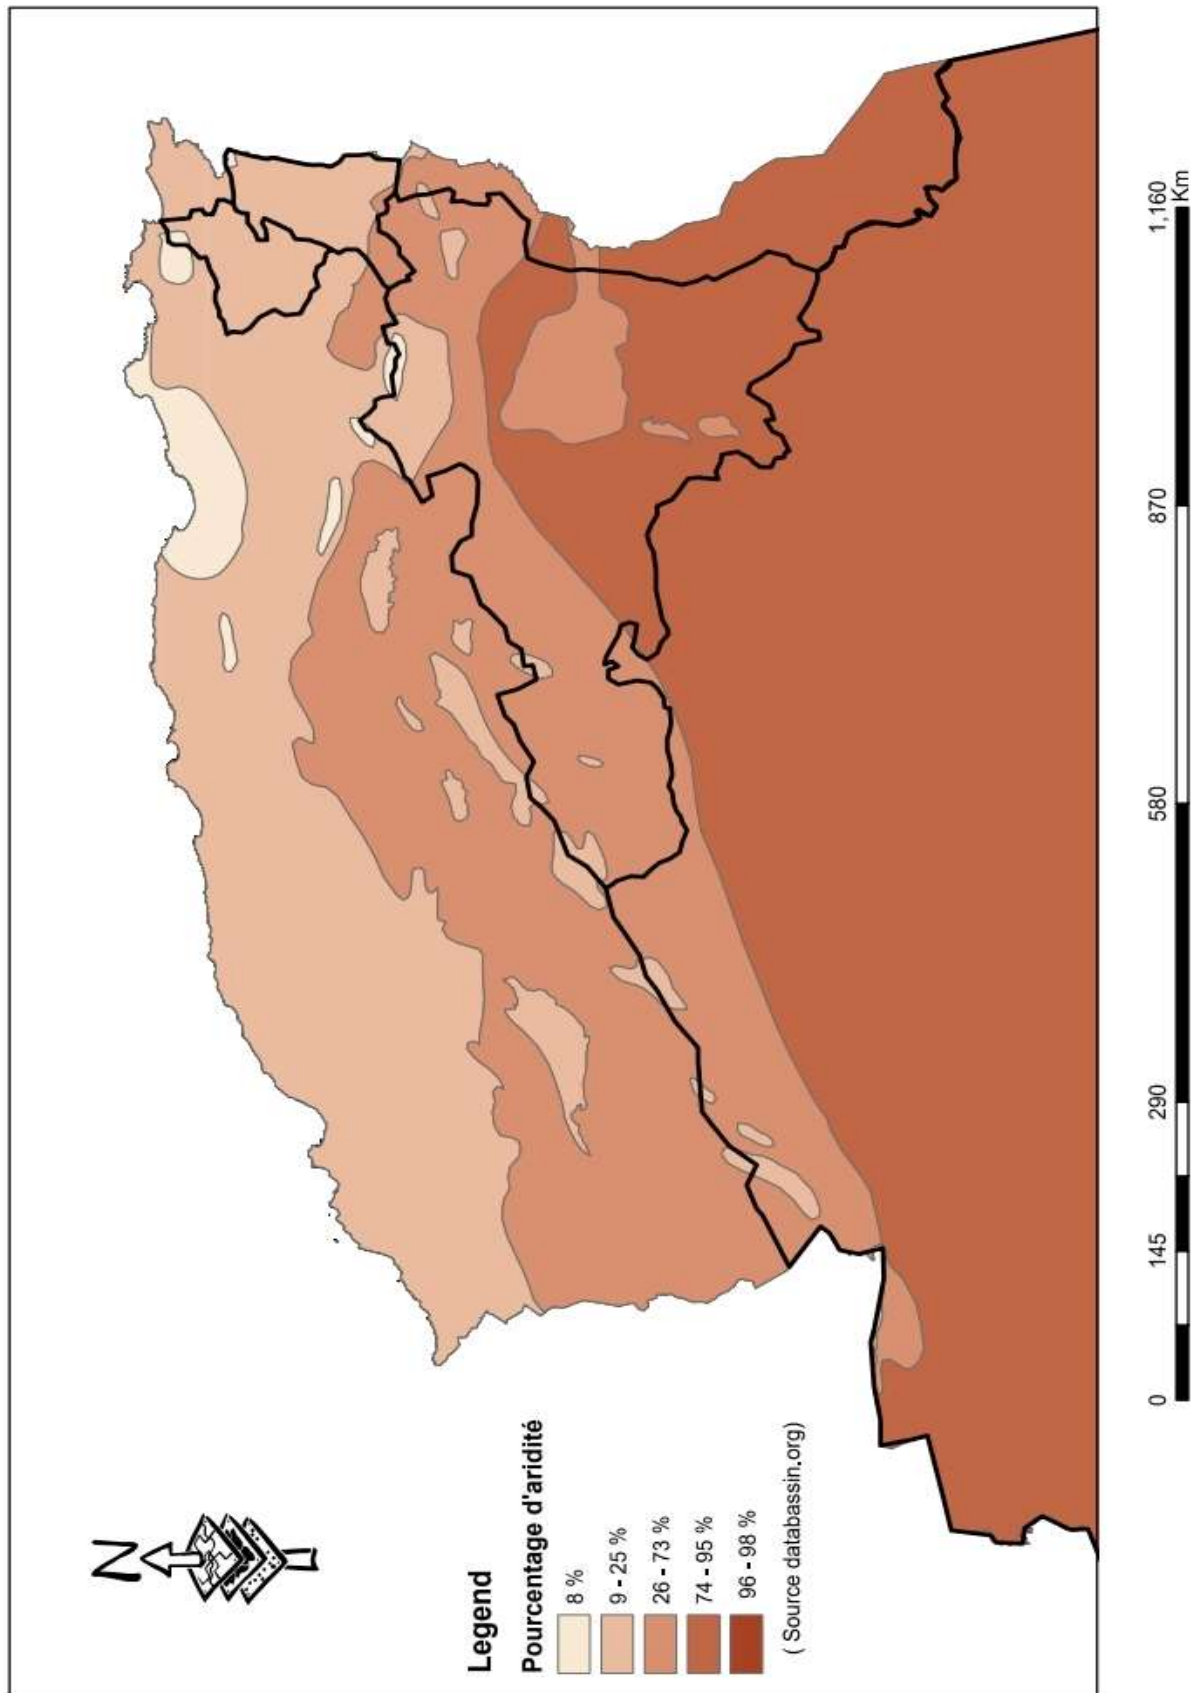 N
Legend
Pourcentage d'aridité
8 %
9 - 25 %
26 - 73 %
74 - 95 %
96 - 98 %
( Source databassin.org)
0 145 290 580 870 1,160
Km